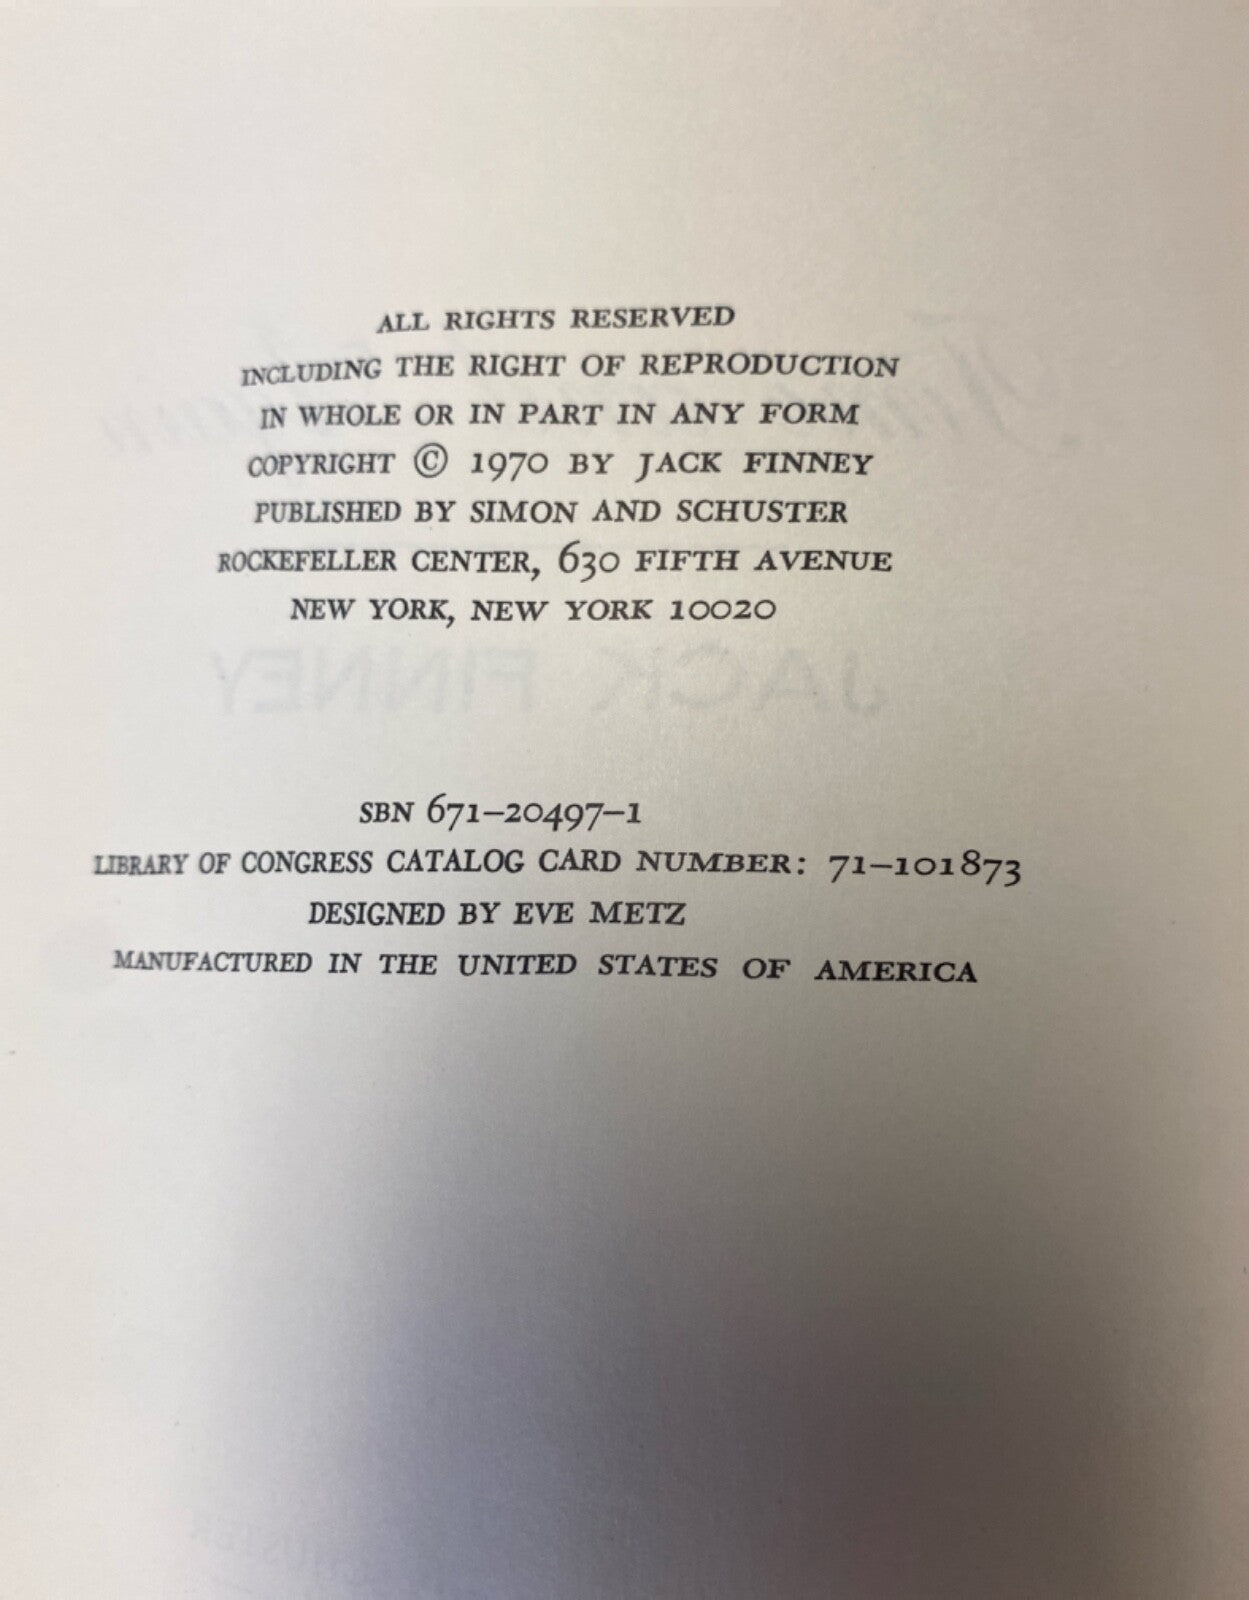 ALL RIGHTS RESERVED
INCLUDING THE RIGHT OF REPRODUCTION
IN WHOLE OR IN PART IN ANY FORM
COPYRIGHT © 1970 BY JACK FINNEY
PUBLISHED BY SIMON AND SCHUSTER
ROCKEFELLER CENTER, 630 FIFTH AVENUE
NEW YORK, NEW YORK 10020
JACK FINNEY
SBN 671–20497–1
LIBRARY OF CONGRESS CATALOG CARD NUMBER: 71–101873
DESIGNED BY EVE METZ
MANUFACTURED IN THE UNITED STATES OF AMERICA